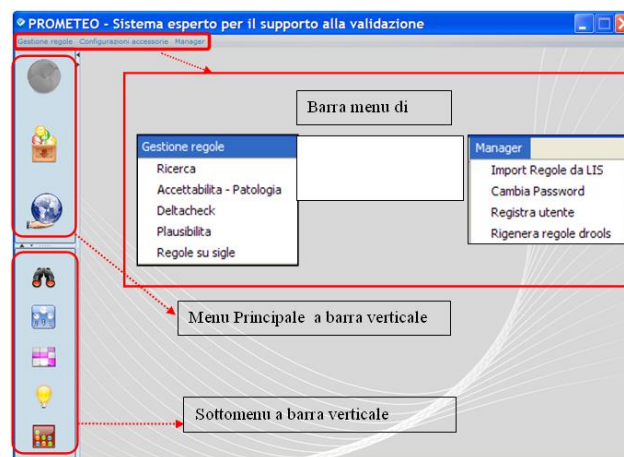 PROMETEO - Sistema esperto per il supporto alla validazione
Gestione regole Configurazioni accessorie Manager
Barra menu di
Gestione regole
Ricerca
Accettabilita - Patologia
Deltacheck
Plausibilita
Regole su sigle
Manager
Import Regole da LIS
Cambia Password
Registra utente
Rigenera regole drools
Menu Principale a barra verticale
Sottomenu a barra verticale